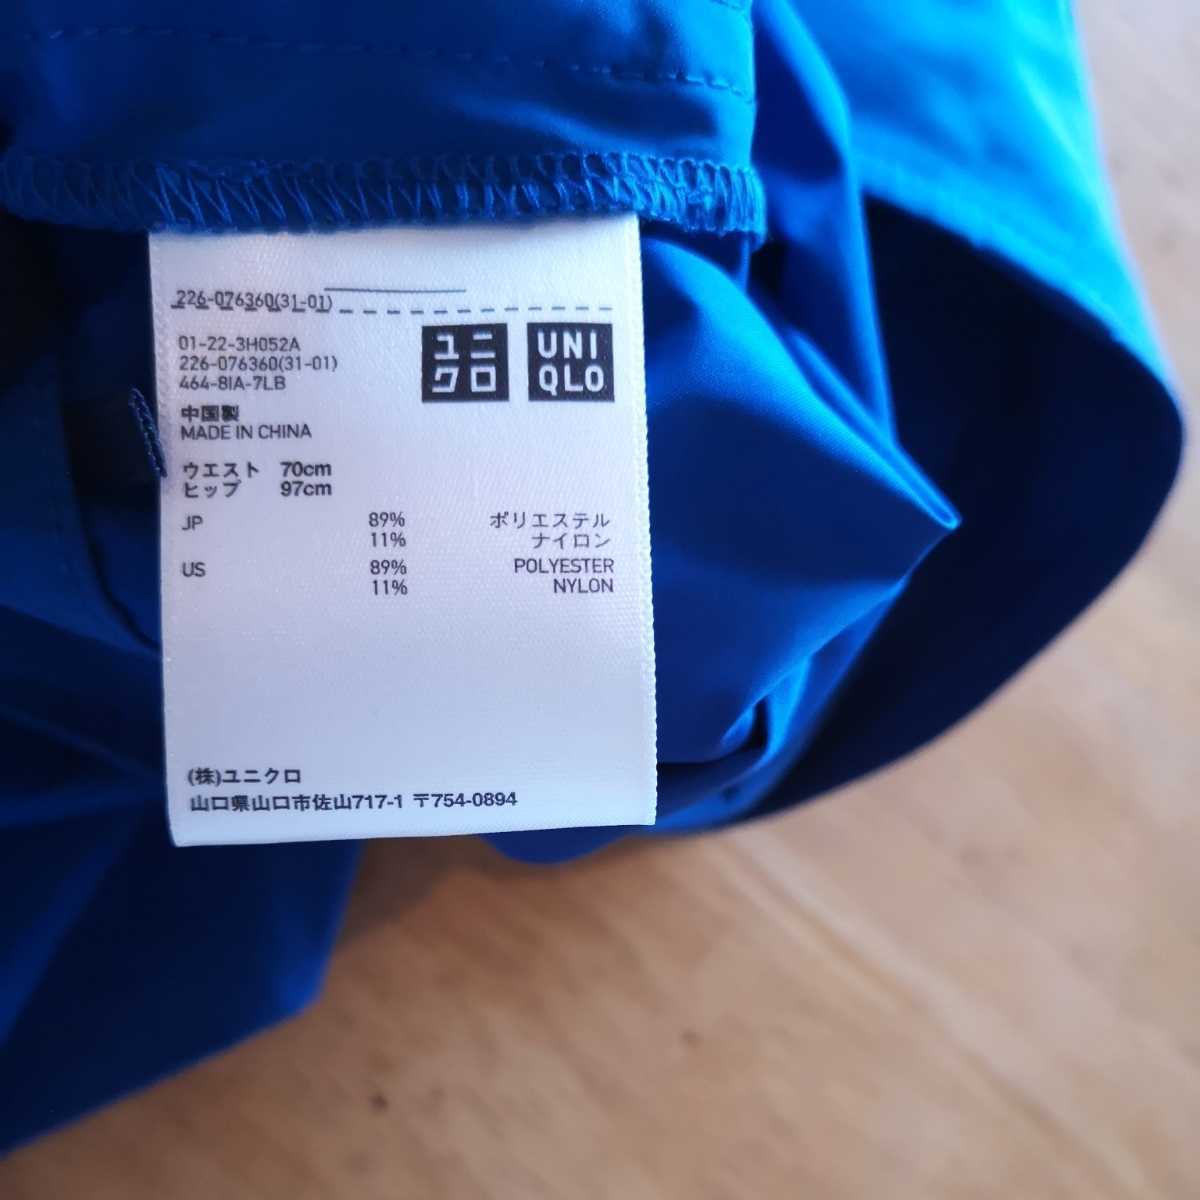 226-076360(31-01)
01-22-3H052A
226-076360(31-01)
464-8IA-7LB
ユニ
クロ
UNI
QLO
中国製
MADE IN CHINA
ウエスト 70cm
ヒップ 97cm
JP 89% ポリエステル
11% ナイロン
US 89% POLYESTER
11% NYLON
(株)ユニクロ
山口県山口市佐山717-1 〒754-0894